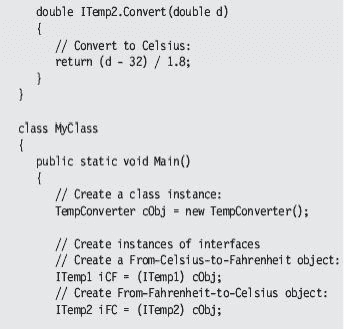 double ITemp2.Convert(double d)
{
// Convert to Celsius:
return (d - 32) / 1.8;
}
}
class MyClass
{
public static void Main()
{
// Create a class instance:
TempConverter cObj = new TempConverter();
// Create instances of interfaces
// Create a From-Celsius-to-Fahrenheit object:
ITemp1 iCF = (ITemp1) cObj;
// Create From-Fahrenheit-to-Celsius object:
ITemp2 iFC = (ITemp2) cObj;